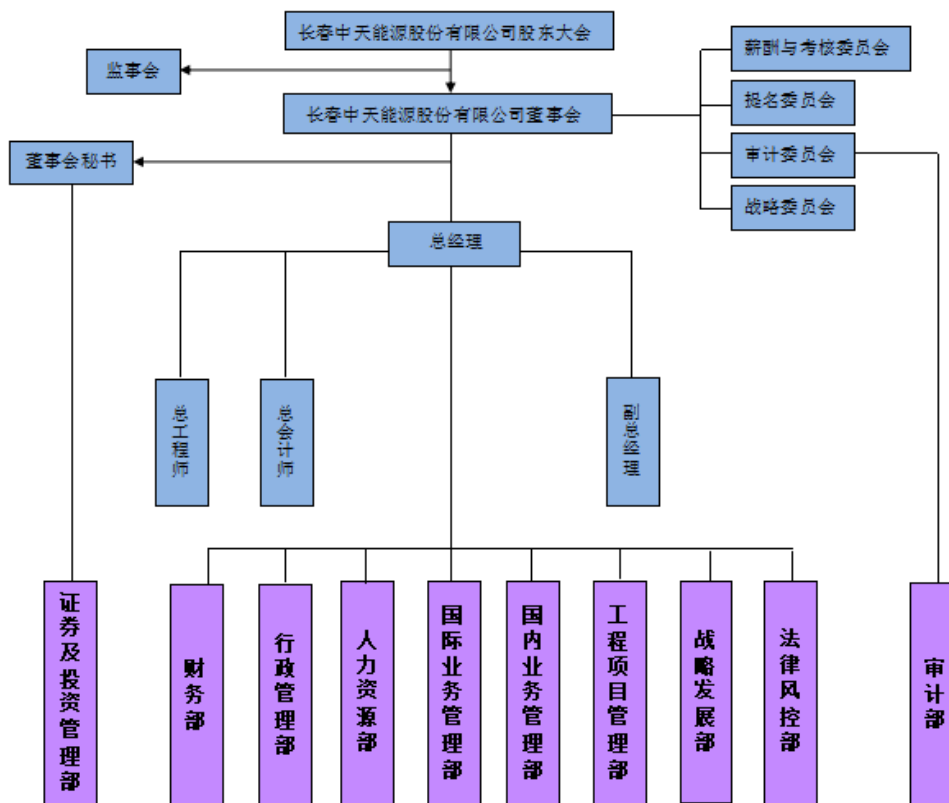 长春中天能源股份有限公司股东大会
薪酬与考核委员会
监事会
提名委员会
长春中天能源股份有限公司董事会
董事会秘书
审计委员会
战略委员会
总经理
总工程师
总会计师
副总经理
证券及投资管理部
财务部
行政管理部
人力资源部
国际业务管理部
国内业务管理部
工程项目管理部
战略发展部
法律风控部
审计部